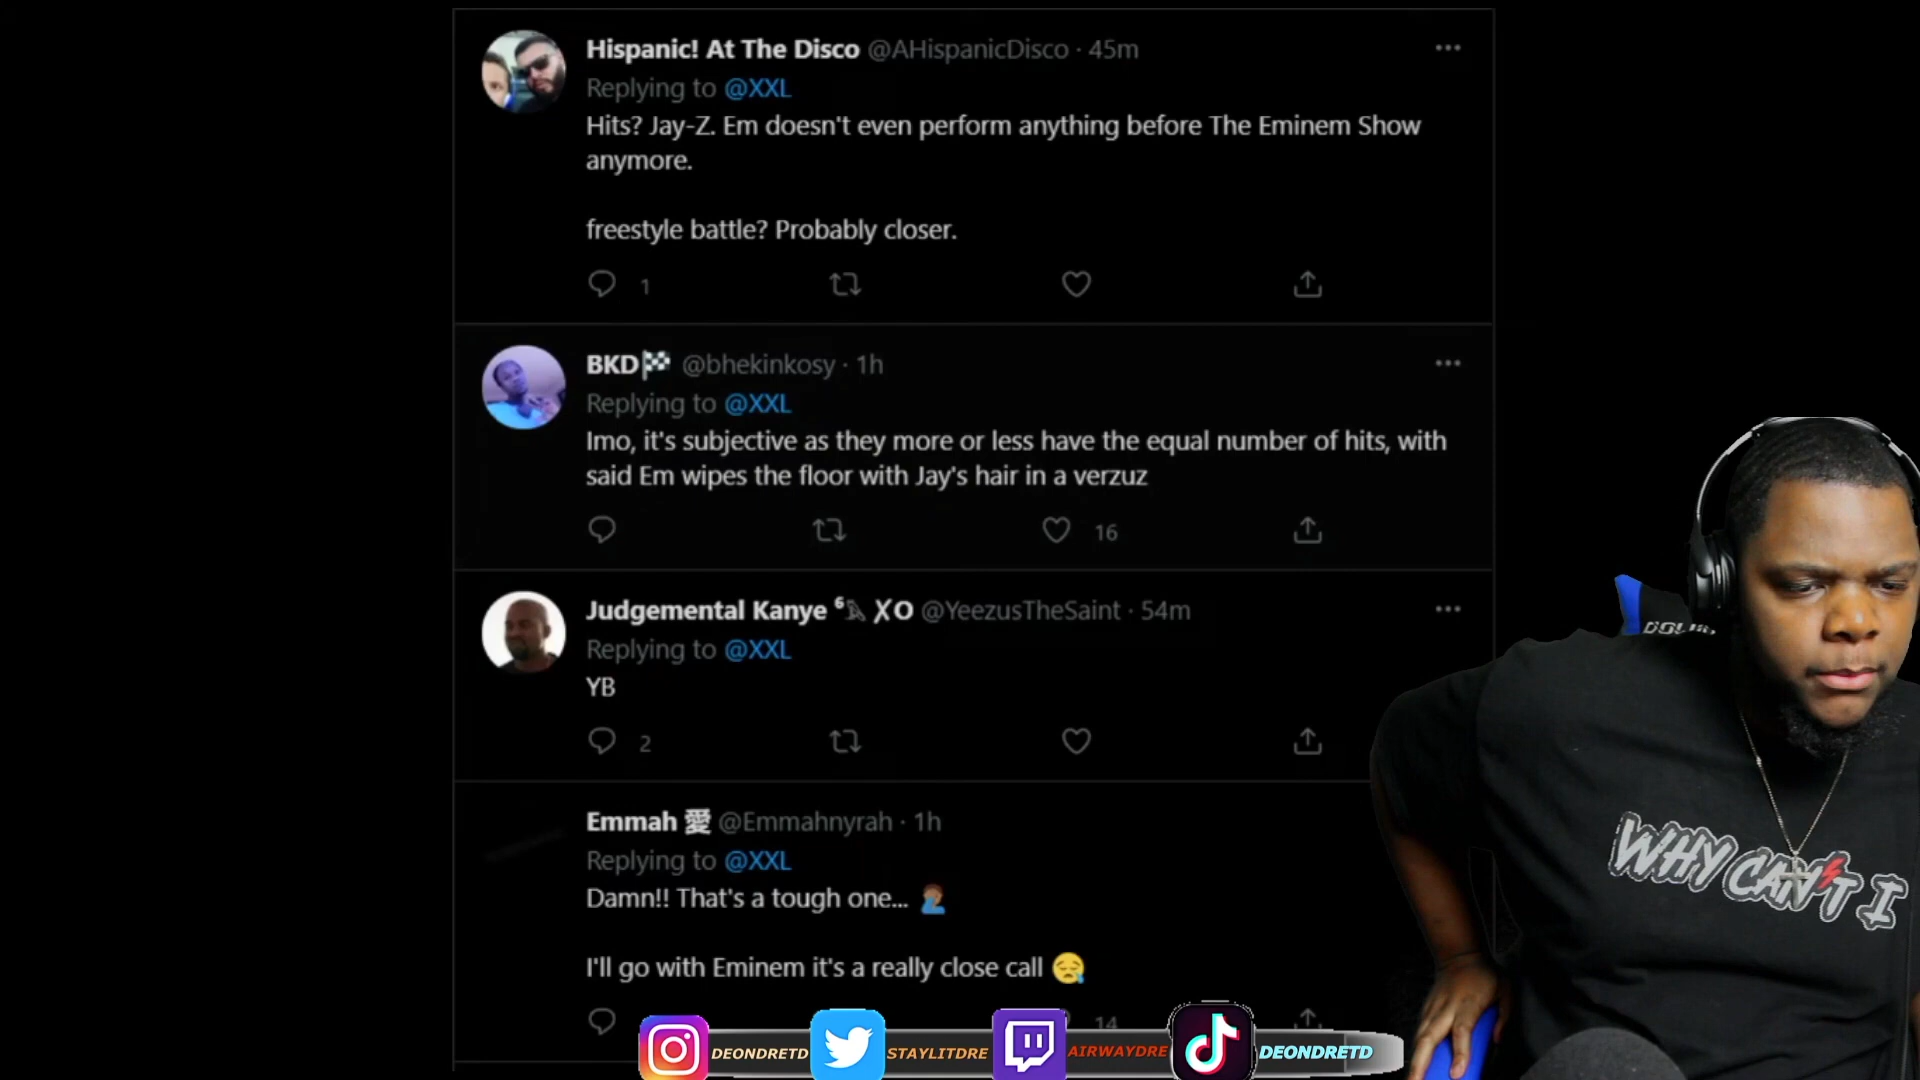 Hispanic! At The Disco @AHispanicDisco · 45m
Replying to @XXL
Hits? Jay-Z. Em doesn't even perform anything before The Eminem Show
anymore.
freestyle battle? Probably closer.
1
BKD🏁 @bhekinkosy · 1h
Replying to @XXL
Imo, it's subjective as they more or less have the equal number of hits, with
said Em wipes the floor with Jay's hair in a verzuz
16
Judgemental Kanye ⁶ XO @YeezusTheSaint · 54m
Replying to @XXL
YB
2
Emmah 愛 @Emmahnyrah · 1h
Replying to @XXL
Damn!! That's a tough one...
I'll go with Eminem it's a really close call
14
WHY CAN'T I
DEONDRETD STAYLITDRE AIRWAYDRE DEONDRETD